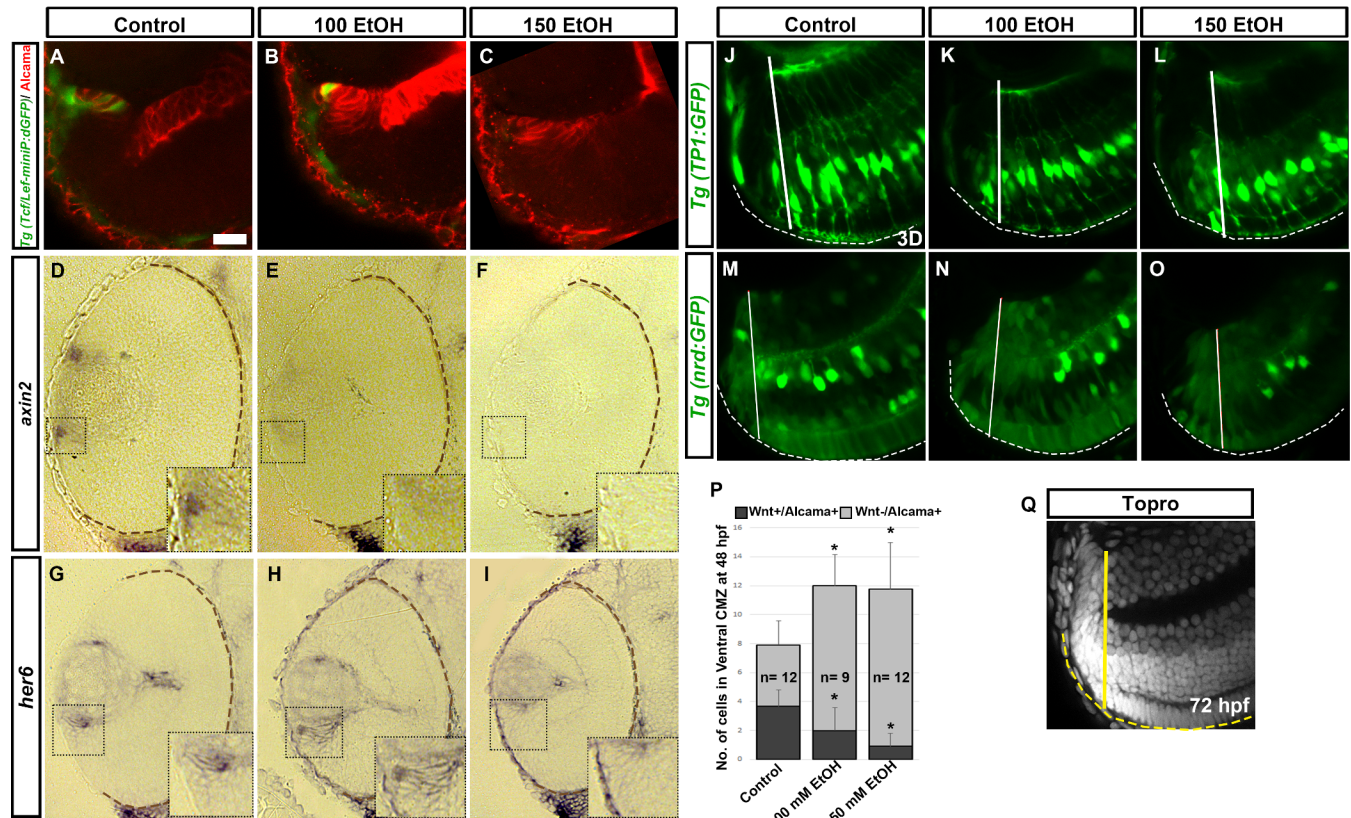 Control
100 EtOH
150 EtOH
Tg (Tcf/Lef-miniP:dGFP)/ Alcama
A
B
C
axin2
D
E
F
her6
G
H
I
Control
100 EtOH
150 EtOH
Tg (TP1:GFP)
J
K
L
3D
Tg (nrd:GFP)
M
N
O
P
Wnt+/Alcama+
Wnt-/Alcama+
No. of cells in Ventral CMZ at 48 hpf
16
14
12
10
8
6
4
2
0
*
*
n= 12
n= 9
n= 12
*
*
Control
00 mM EtOH
50 mM EtOH
Q
Topro
72 hpf